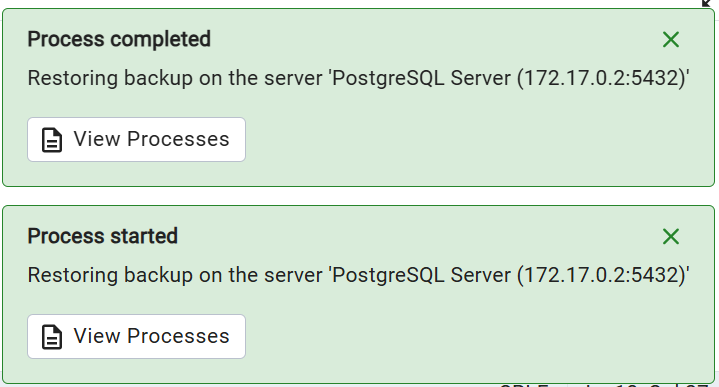 Process completed
Restoring backup on the server 'PostgreSQL Server (172.17.0.2:5432)'
View Processes
Process started
Restoring backup on the server 'PostgreSQL Server (172.17.0.2:5432)'
View Processes